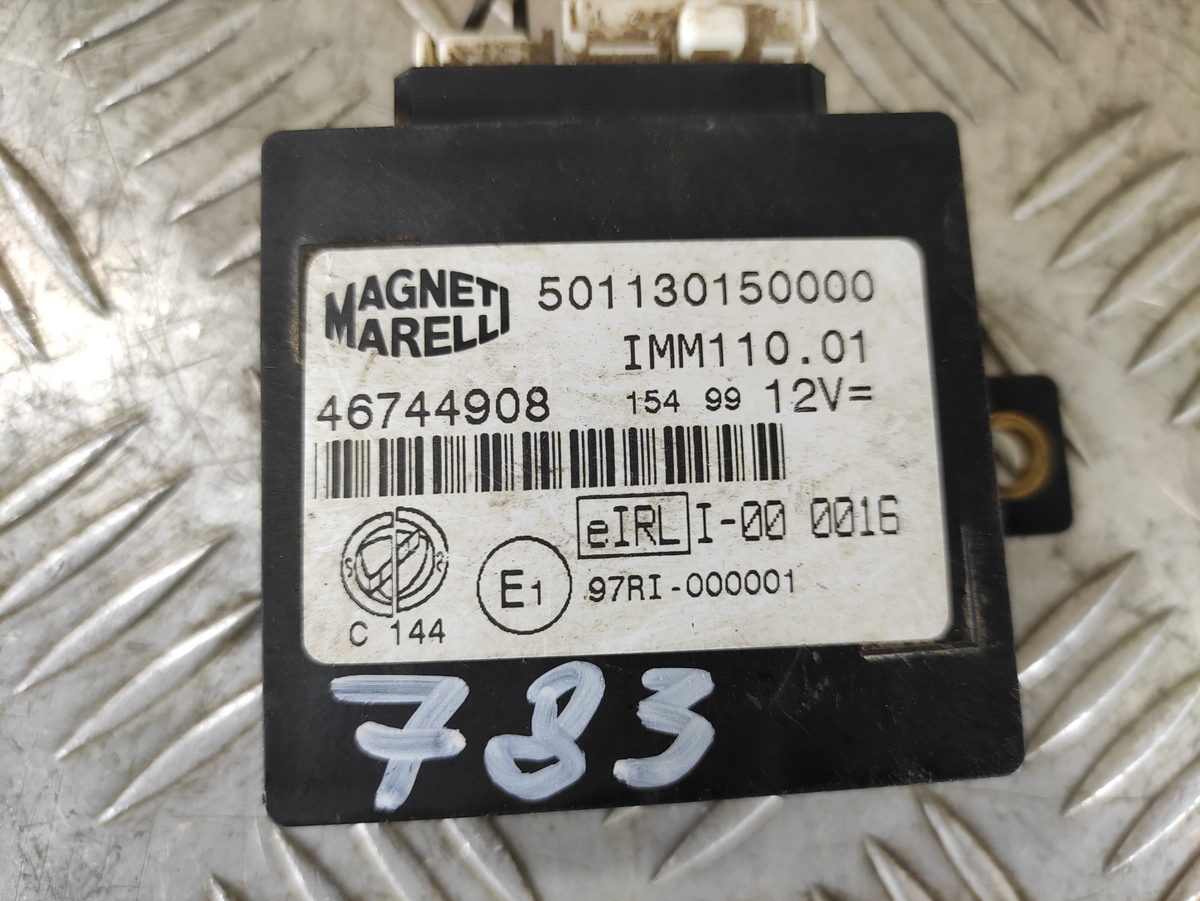 MAGNETI
MARELLI
501130150000
IMM110.01
46744908 154 99 12V=
eIRL I-00 0016
E1 97RI-000001
C 144
783